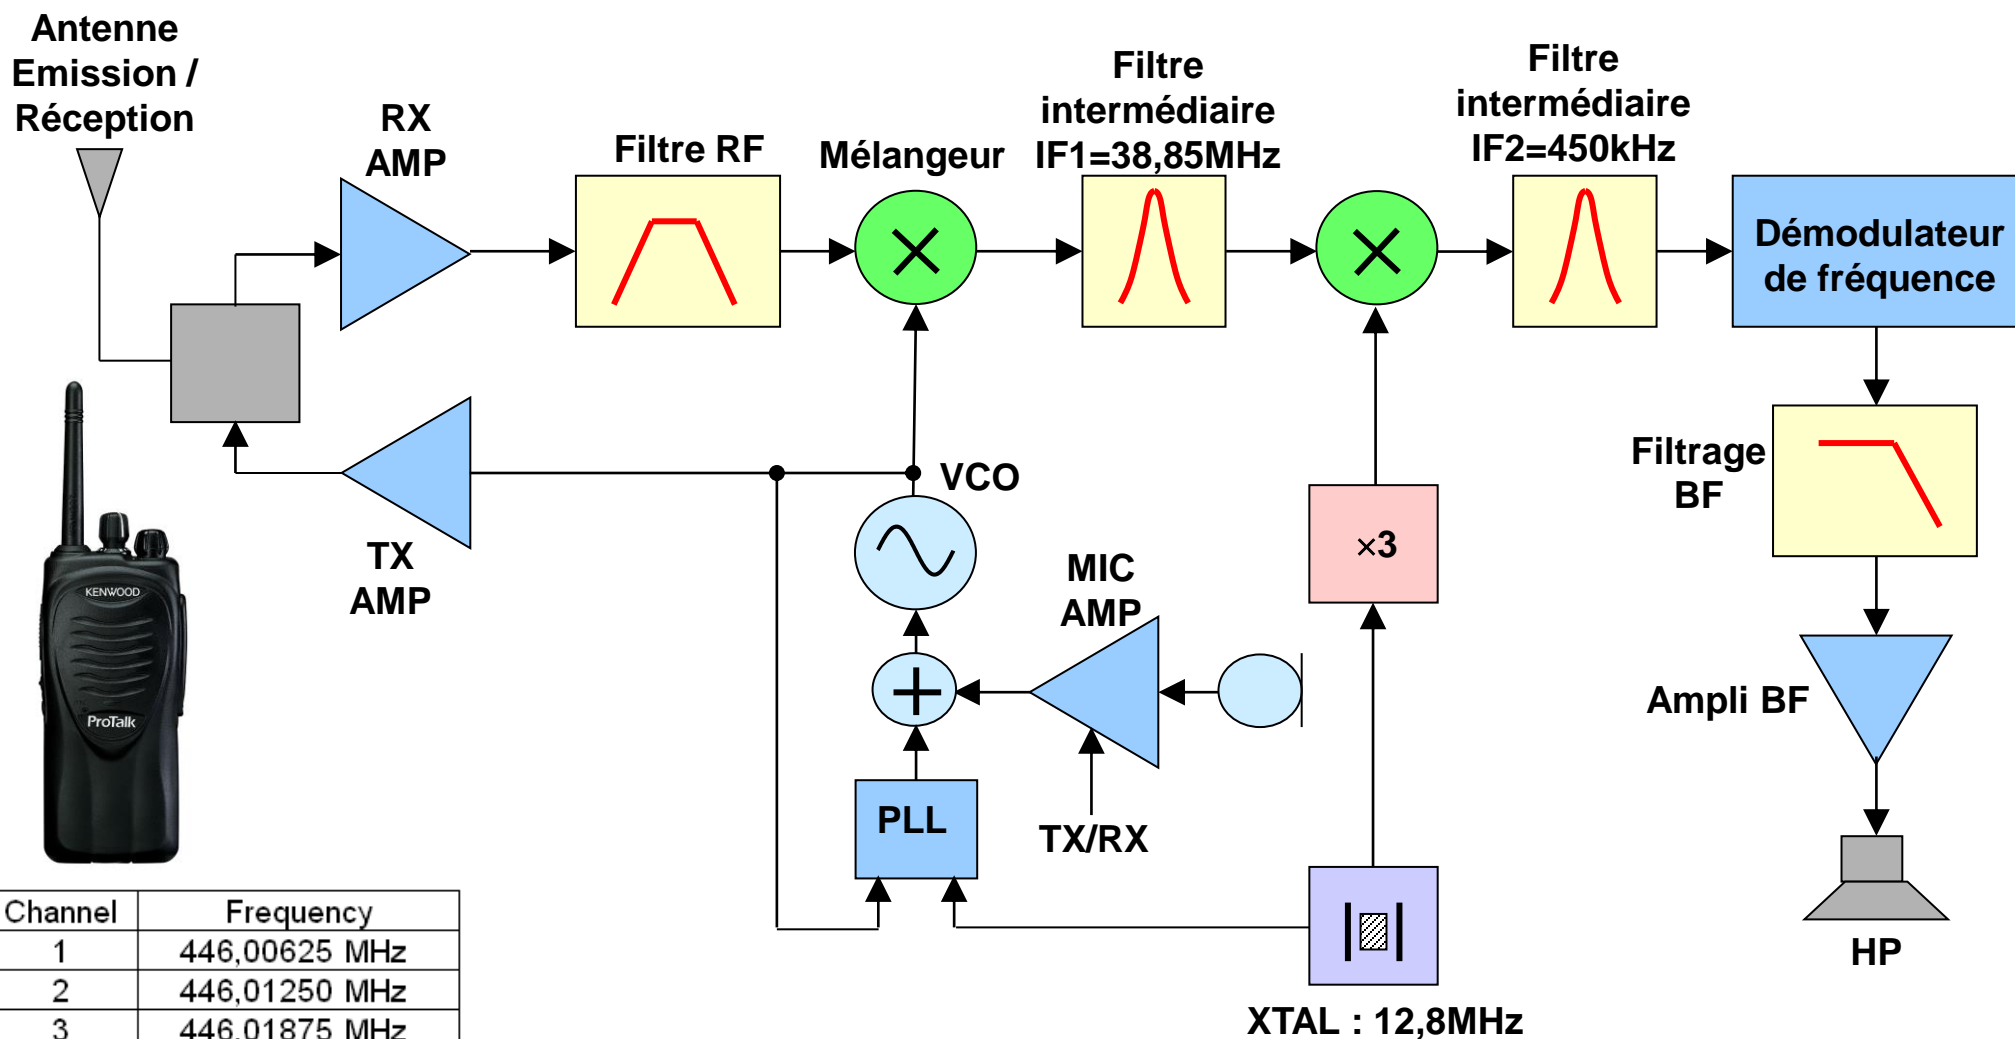 Antenne
Emission /
Réception
RX
AMP
Filtre RF
Mélangeur
Filtre
intermédiaire
IF1=38,85MHz
Filtre
intermédiaire
IF2=450kHz
Démodulateur
de fréquence
TX
AMP
VCO
MIC
AMP
×3
Filtrage
BF
Ampli BF
PLL
TX/RX
HP
XTAL : 12,8MHz
KENWOOD
ProTalk
Channel Frequency
1 446,00625 MHz
2 446,01250 MHz
3 446,01875 MHz